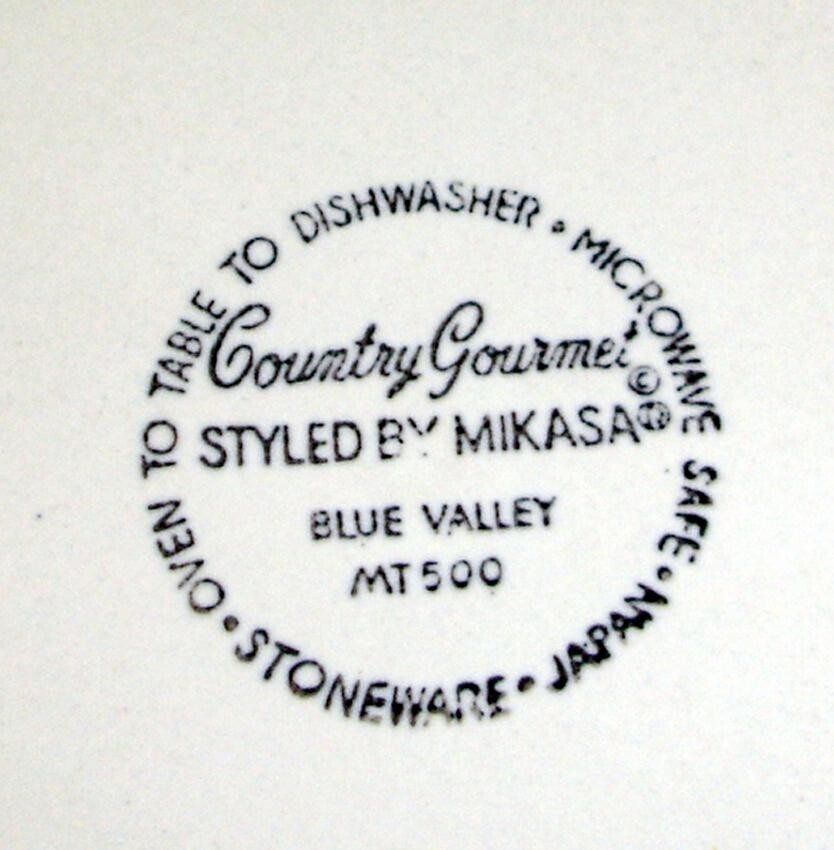 OVEN TO TABLE TO DISHWASHER • MICROWAVE SAFE • JAPAN • STONEWARE •
Country Gourmet ©
STYLED BY MIKASA ®
BLUE VALLEY
MT500